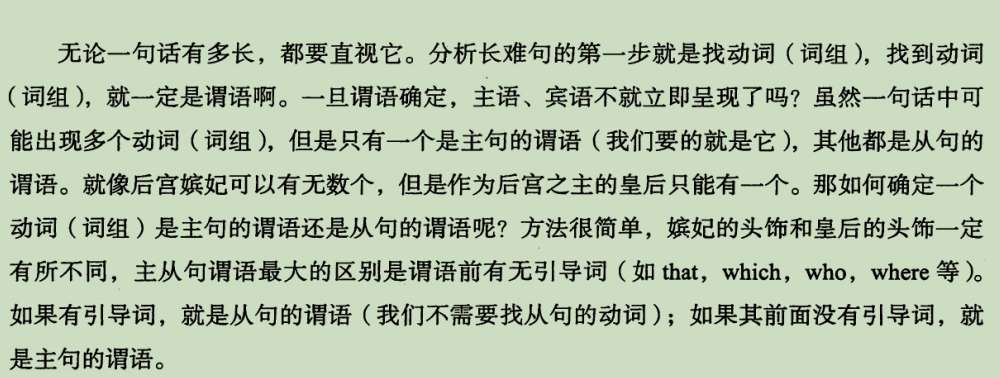 无论一句话有多长，都要直视它。分析长难句的第一步就是找动词（词组），找到动词
（词组），就一定是谓语啊。一旦谓语确定，主语、宾语不就立即呈现了吗？虽然一句话中可
能出现多个动词（词组），但是只有一个是主句的谓语（我们要的就是它），其他都是从句的
谓语。就像后宫嫔妃可以有无数个，但是作为后宫之主的皇后只能有一个。那如何确定一个
动词（词组）是主句的谓语还是从句的谓语呢？方法很简单，嫔妃的头饰和皇后的头饰一定
有所不同，主从句谓语最大的区别是谓语前有无引导词（如 that，which，who，where 等）。
如果有引导词，就是从句的谓语（我们不需要找从句的动词）；如果其前面没有引导词，就
是主句的谓语。